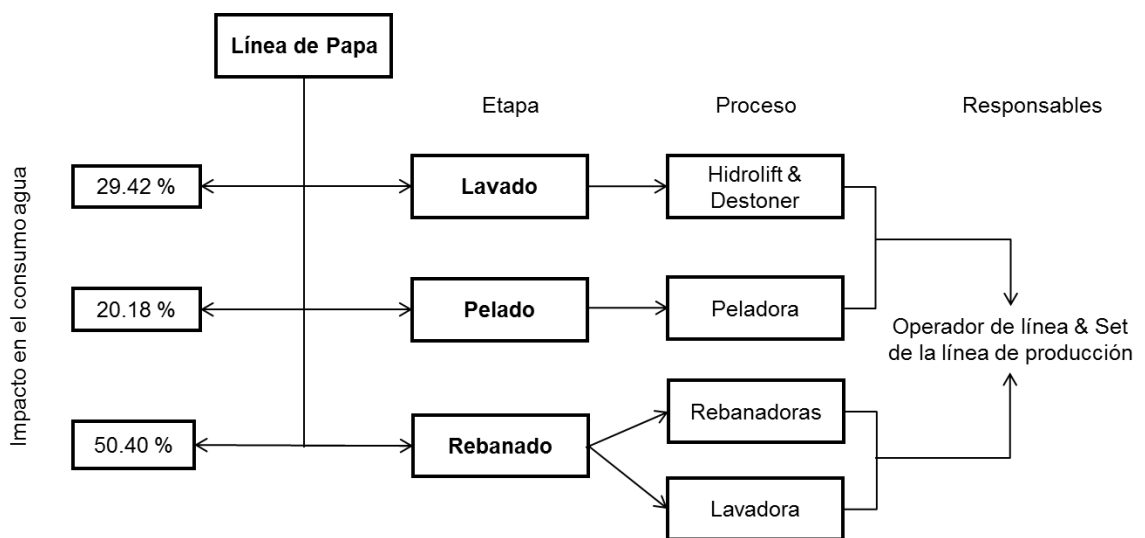 Línea de Papa
Etapa
Proceso
Responsables
Impacto en el consumo agua
29.42 %
Lavado
Hidrolift &
Destoner
20.18 %
Pelado
Peladora
Operador de línea & Set
de la línea de producción
50.40 %
Rebanado
Rebanadoras
Lavadora